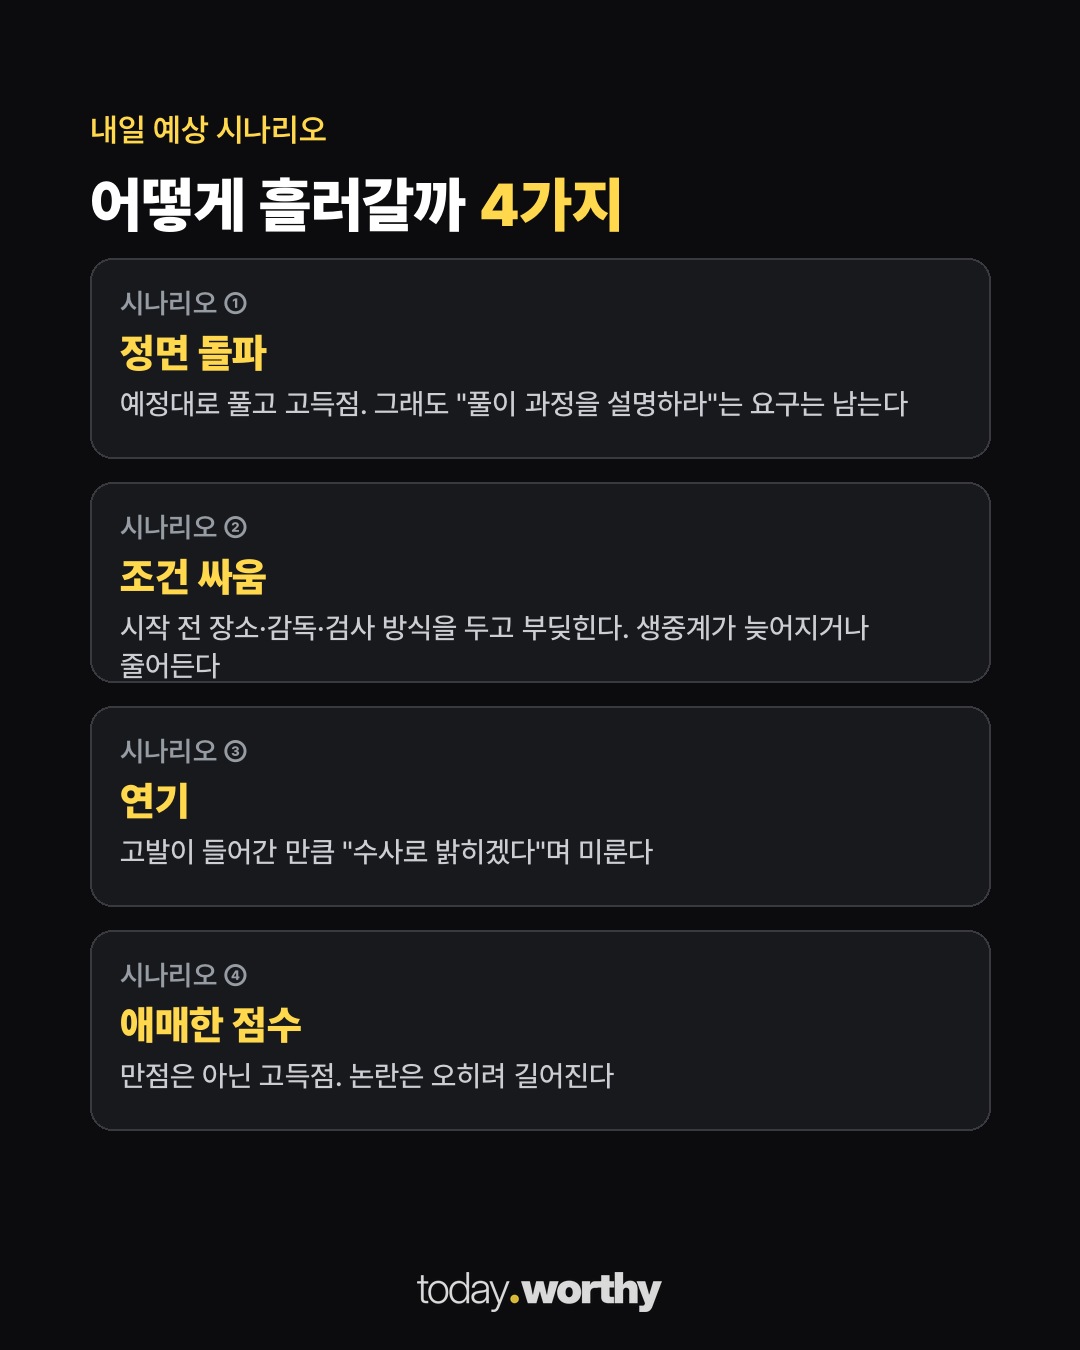 내일 예상 시나리오
어떻게 흘러갈까 4가지
시나리오 ①
정면 돌파
예정대로 풀고 고득점. 그래도 "풀이 과정을 설명하라"는 요구는 남는다
시나리오 ②
조건 싸움
시작 전 장소·감독·검사 방식을 두고 부딪힌다. 생중계가 늦어지거나
줄어든다
시나리오 ③
연기
고발이 들어간 만큼 "수사로 밝히겠다"며 미룬다
시나리오 ④
애매한 점수
만점은 아닌 고득점. 논란은 오히려 길어진다
today.worthy